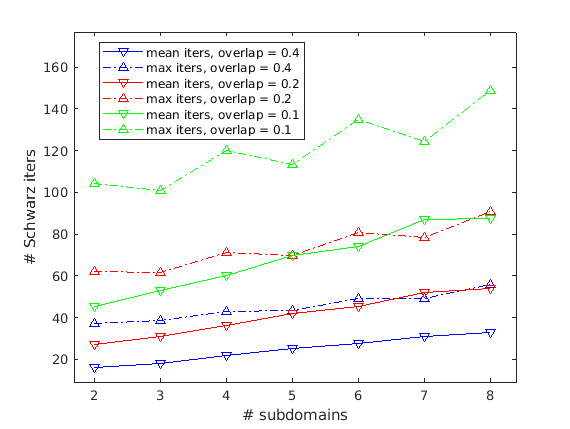 mean iters, overlap = 0.4
max iters, overlap = 0.4
mean iters, overlap = 0.2
max iters, overlap = 0.2
mean iters, overlap = 0.1
max iters, overlap = 0.1
160
140
120
100
80
60
40
20
# Schwarz iters
2 3 4 5 6 7 8
# subdomains